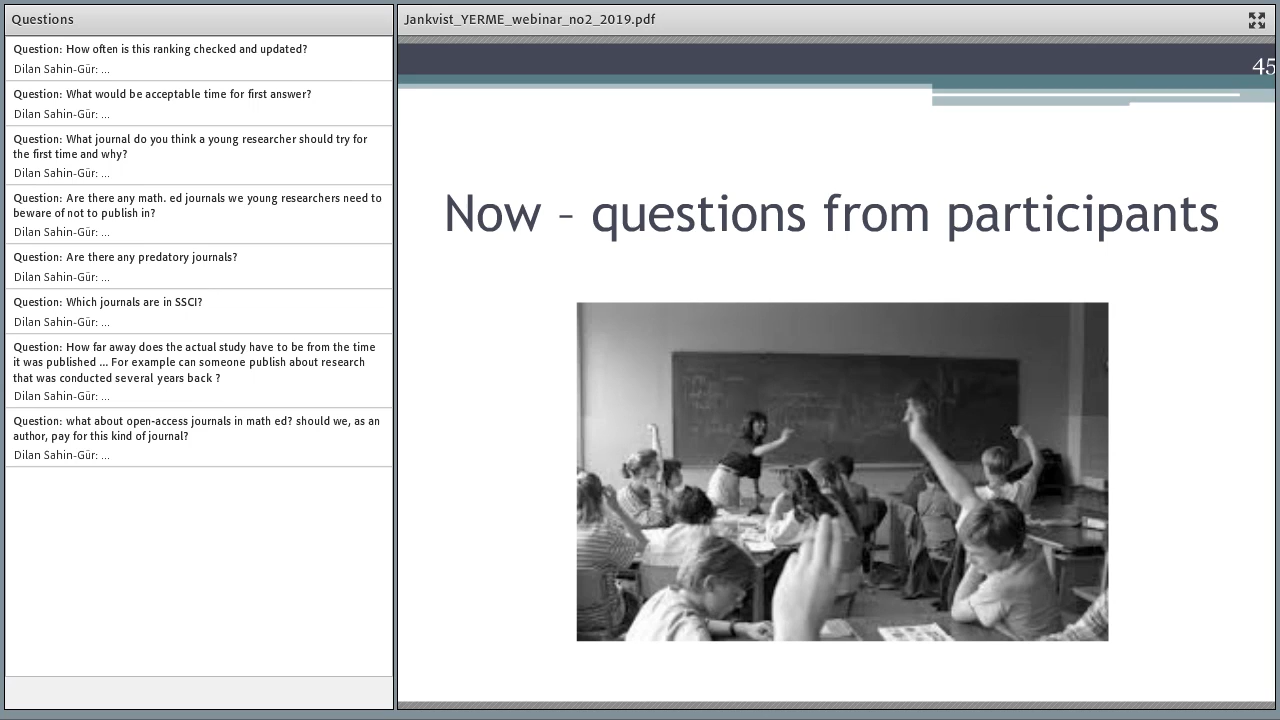 Questions
Question: How often is this ranking checked and updated?
Dilan Sahin-Gür: ...
Question: What would be acceptable time for first answer?
Dilan Sahin-Gür: ...
Question: What journal do you think a young researcher should try for
the first time and why?
Dilan Sahin-Gür: ...
Question: Are there any math. ed journals we young researchers need to
beware of not to publish in?
Dilan Sahin-Gür: ...
Question: Are there any predatory journals?
Dilan Sahin-Gür: ...
Question: Which journals are in SSCI?
Dilan Sahin-Gür: ...
Question: How far away does the actual study have to be from the time
it was published ... For example can someone publish about research
that was conducted several years back ?
Dilan Sahin-Gür: ...
Question: what about open-access journals in math ed? should we, as an
author, pay for this kind of journal?
Dilan Sahin-Gür: ...
Jankvist_YERME_webinar_no2_2019.pdf
45
Now - questions from participants